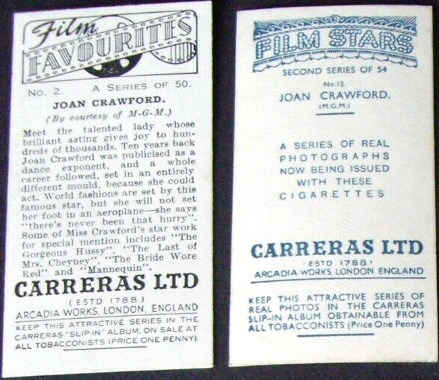 Film
FAVOURITES
No. 2. A SERIES OF 50.
JOAN CRAWFORD.
(By courtesy of M-G-M.)
Meet the talented lady whose
brilliant acting gives joy to hun-
dreds of thousands. Ten years back
Joan Crawford was publicised as a
dance exponent, and a whole
career followed, set in an entirely
different mould, because she could
act. World fashions are set by this
famous star, but she will not set
her foot in an aeroplane—she says
"there's never been that hurry".
Some of Miss Crawford's star work
for special mention includes "The
Gorgeous Hussy", "The Last of
Mrs. Cheyney", "The Bride Wore
Red" and "Mannequin".
CARRERAS LTD
(ESTD 1788)
ARCADIA WORKS, LONDON, ENGLAND
KEEP THIS ATTRACTIVE SERIES IN THE
CARRERAS "SLIP IN" ALBUM, ON SALE AT
ALL TOBACCONISTS (PRICE ONE PENNY).
FILM STARS
SECOND SERIES OF 54
No. 12.
JOAN CRAWFORD.
(M.G.M.)
A SERIES OF REAL
PHOTOGRAPHS
NOW BEING ISSUED
WITH THESE
CIGARETTES
CARRERAS LTD
(ESTD 1788)
ARCADIA WORKS, LONDON, ENGLAND
KEEP THIS ATTRACTIVE SERIES OF
REAL PHOTOS IN THE CARRERAS
SLIP-IN ALBUM OBTAINABLE FROM
ALL TOBACCONISTS (Price One Penny)